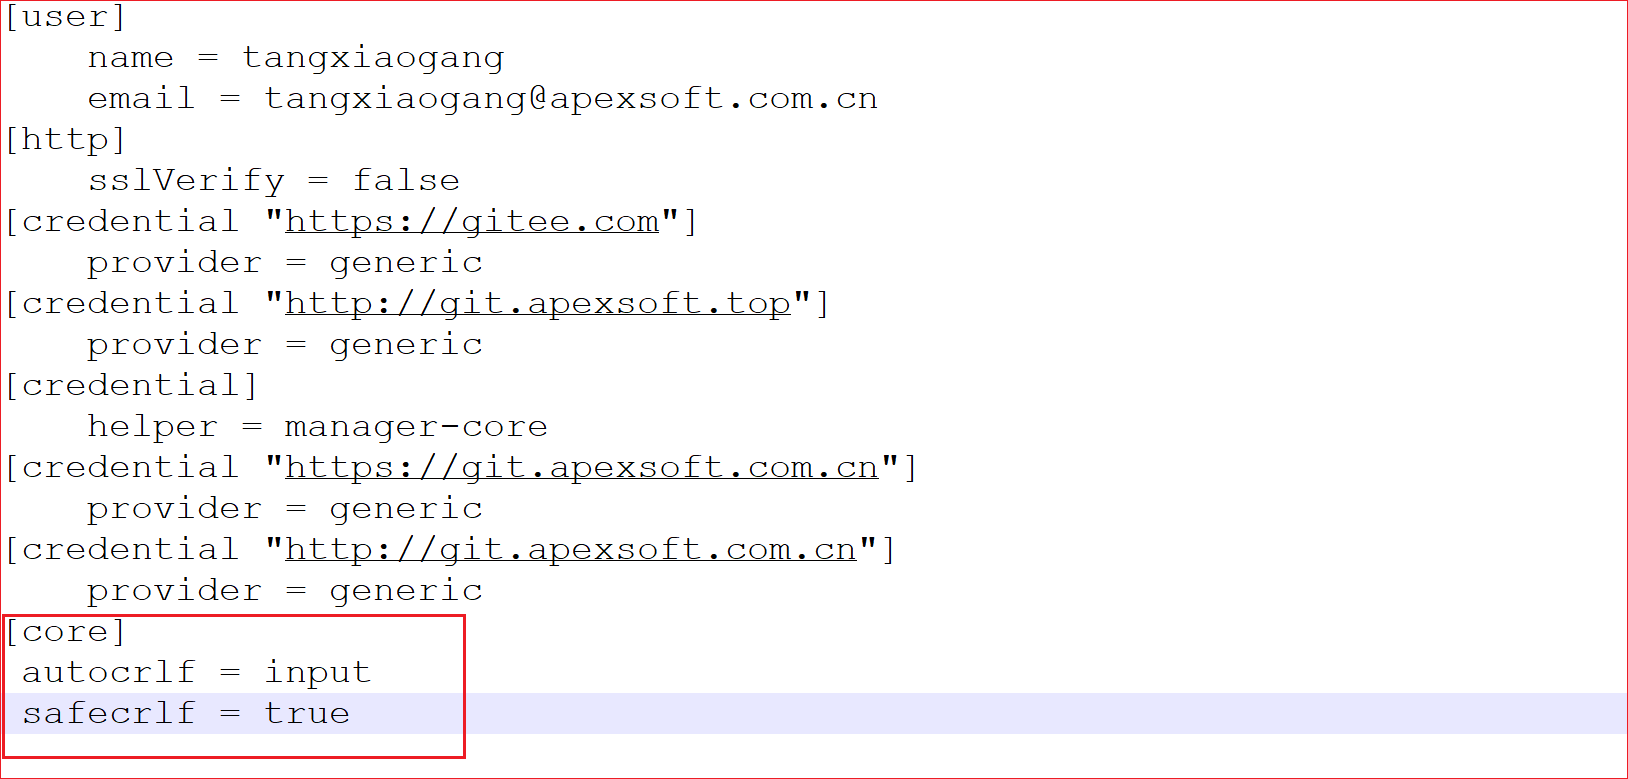 [user]
name = tangxiaogang
email = tangxiaogang@apexsoft.com.cn
[http]
sslVerify = false
[credential "https://gitee.com"]
provider = generic
[credential "http://git.apexsoft.top"]
provider = generic
[credential]
helper = manager-core
[credential "https://git.apexsoft.com.cn"]
provider = generic
[credential "http://git.apexsoft.com.cn"]
provider = generic
[core]
autocrlf = input
safecrlf = true